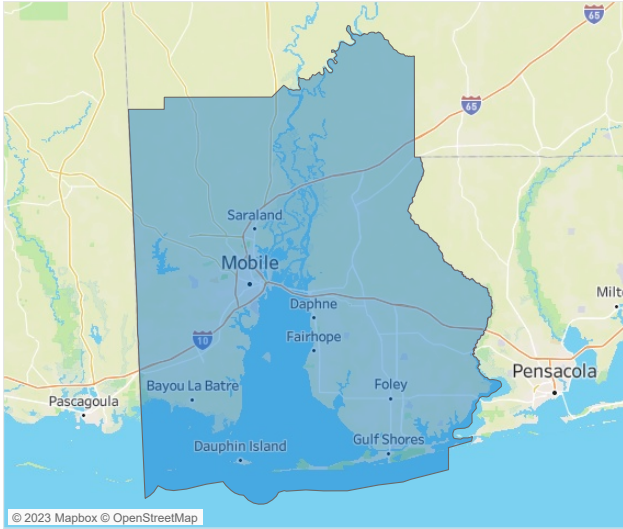 65
65
Saraland
Mobile
Daphne
Milt
Fairhope
10
Pensacola
Bayou La Batre
Foley
Pascagoula
Gulf Shores
Dauphin Island
© 2023 Mapbox © OpenStreetMap